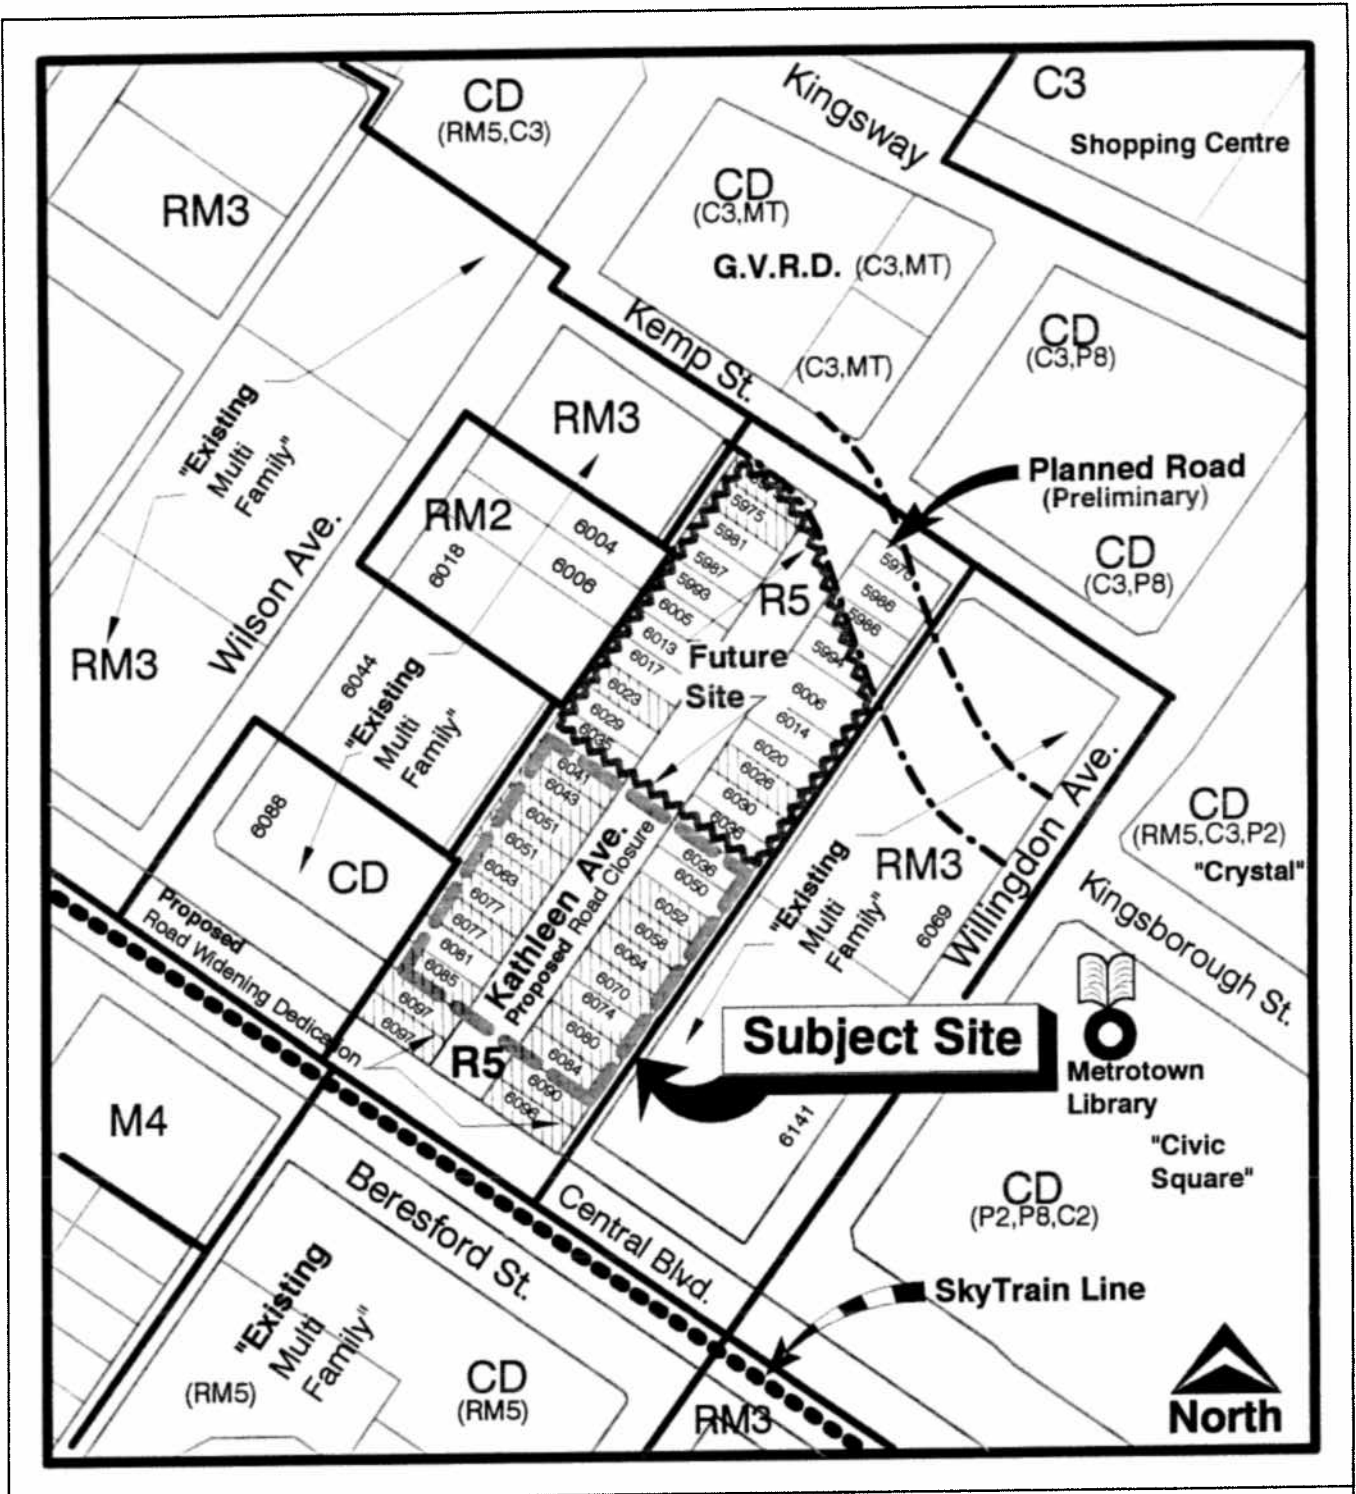 CD
(RM5,C3)
Kingsway
C3
Shopping Centre
RM3
CD
(C3,MT)
G.V.R.D. (C3,MT)
Kemp St.
(C3,MT)
CD
(C3,P8)
"Existing
Multi
Family"
RM3
Planned Road
(Preliminary)
RM2
6018
6004
6006
CD
(C3,P8)
Wilson Ave.
RM3
5975
5981
5987
5993
6005
6013
6017
6023
6029
6035
R5
Future
Site
5986
5986
5994
6006
6014
6020
6026
6030
6036
6044
"Existing
Multi
Family"
6088
CD
Proposed
Road Widening Dedication
6041
6043
6051
6051
6063
6077
6077
6081
6085
6097
6097
Kathleen Ave.
Proposed Road Closure
6036
6050
6052
6058
6064
6070
6074
6080
6084
6090
6096
R5
"Existing
Multi
Family"
RM3
6069
Willingdon Ave.
CD
(RM5,C3,P2)
"Crystal"
Kingsborough St.
Subject Site
Metrotown
Library
"Civic
Square"
6141
CD
(P2,P8,C2)
M4
Beresford St.
Central Blvd.
SkyTrain Line
"Existing
Multi
Family"
(RM5)
CD
(RM5)
RM3
North